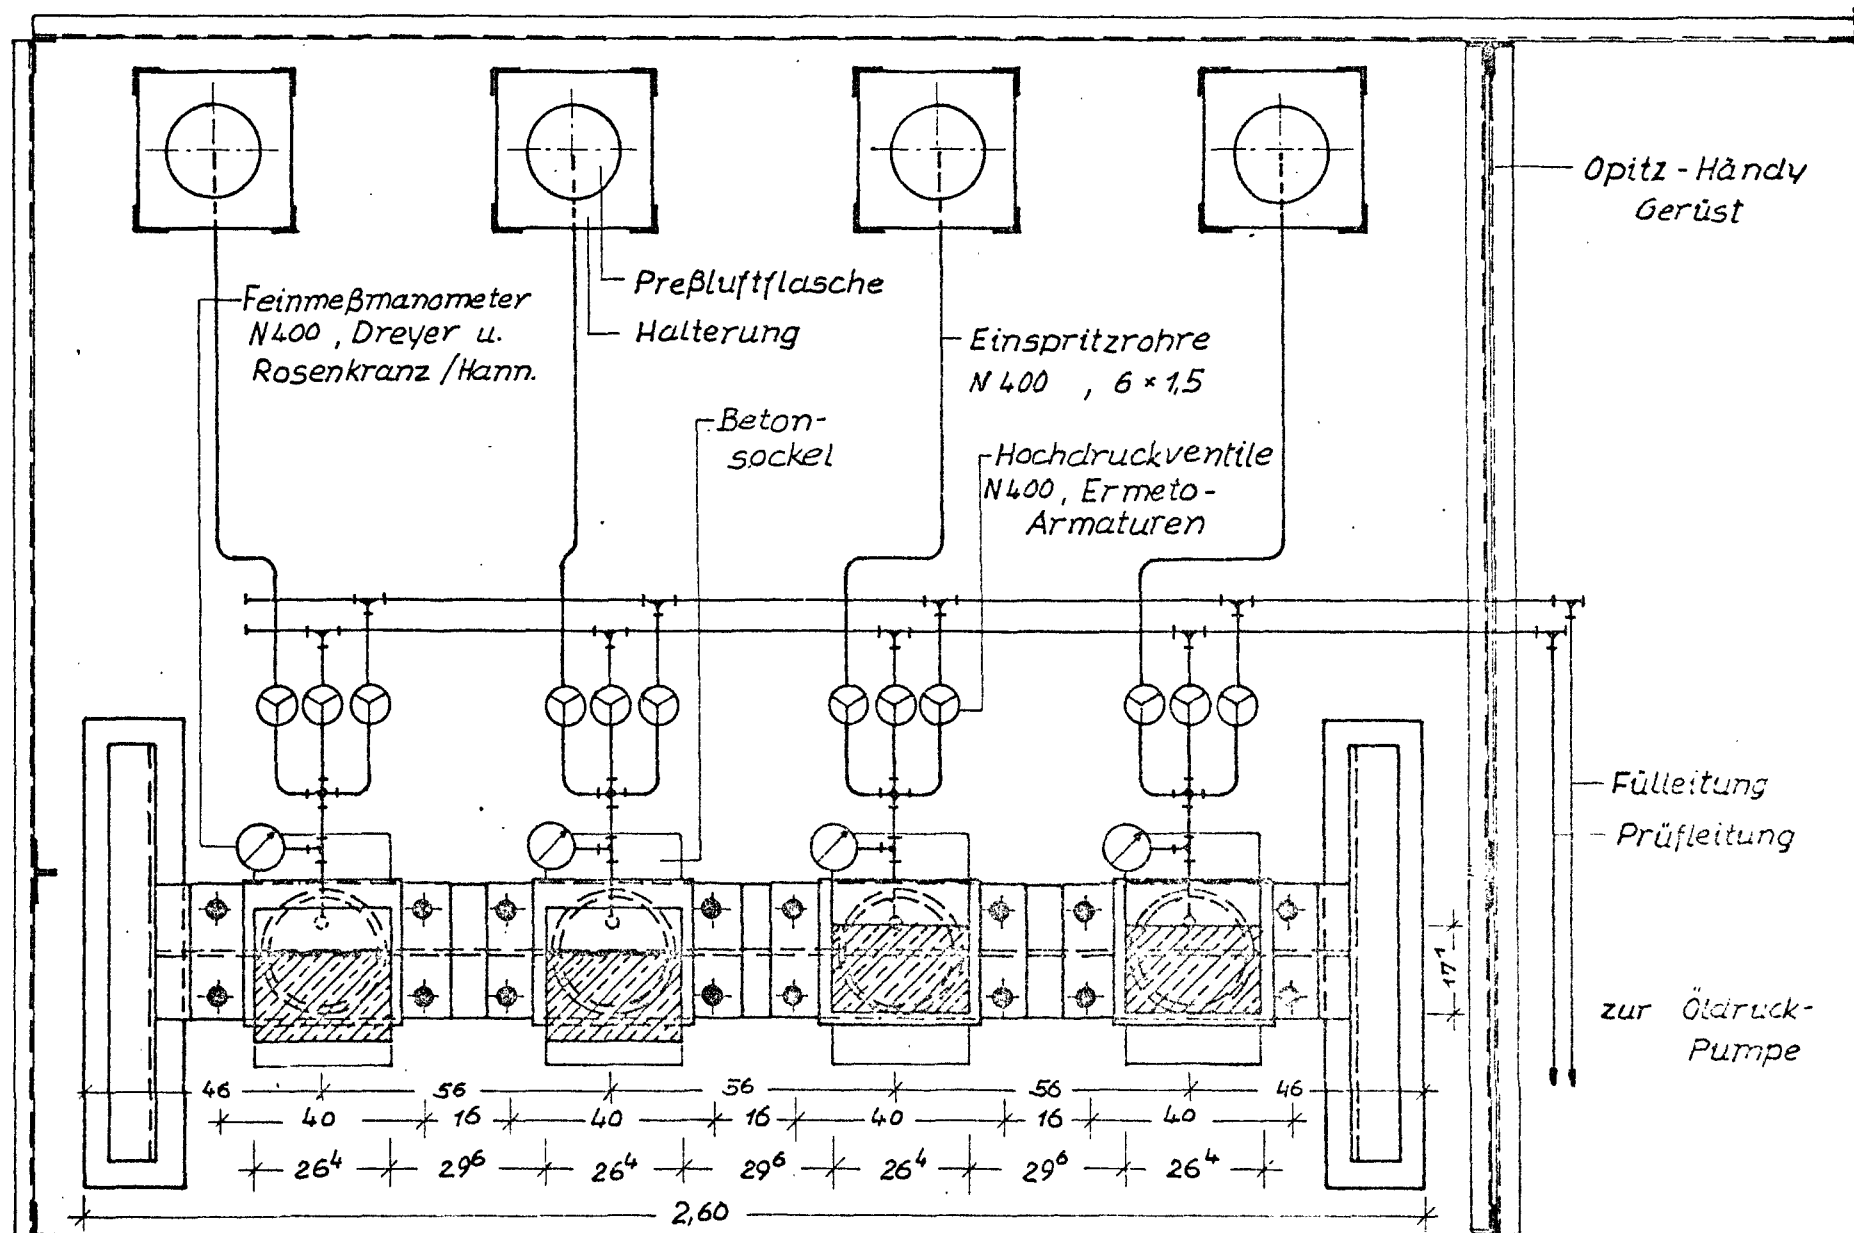 Opitz - Händy
Gerüst
Preßluftflasche
Halterung
Feinmeßmanometer
N400, Dreyer u.
Rosenkranz / Hann.
Einspritzrohre
N 400 , 6 × 1,5
Beton-
sockel
Hochdruckventile
N400, Ermeto-
Armaturen
Fülleitung
Prüfleitung
17¹
zur Öldruck-
Pumpe
46 56 56 56 46
40 16 40 16 40 16 40
26⁴ 29⁶ 26⁴ 29⁶ 26⁴ 29⁶ 26⁴
2,60